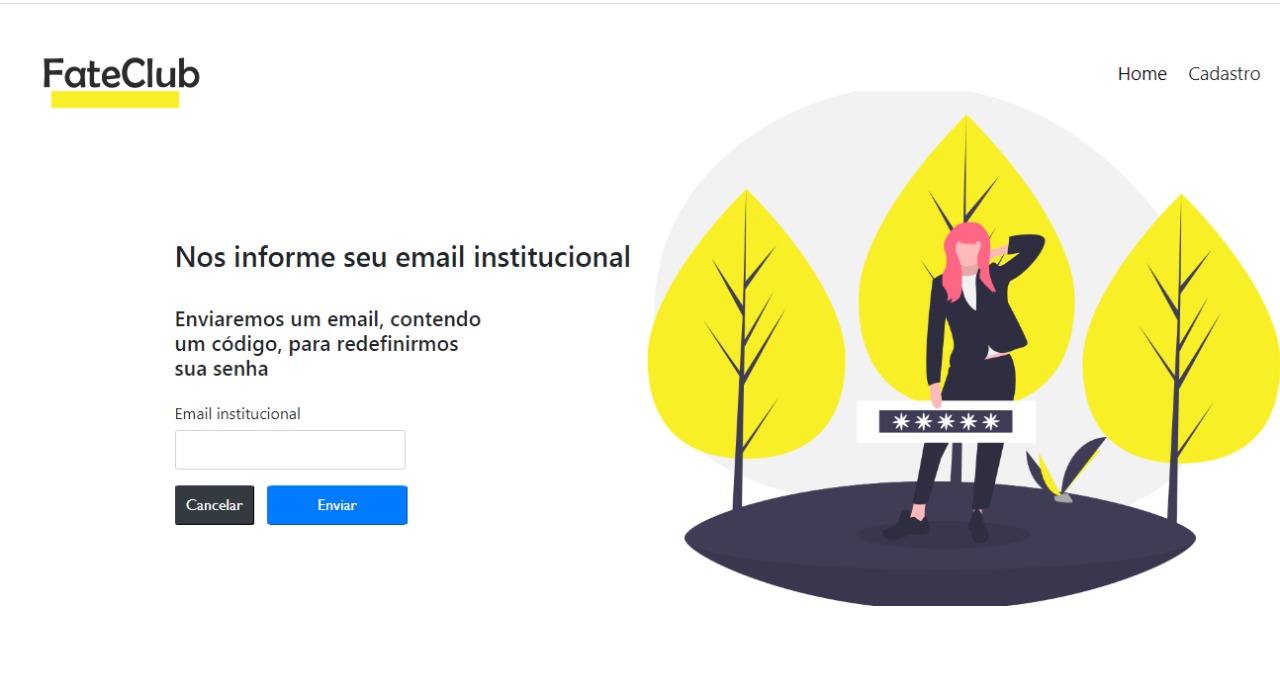 FateClub
Home Cadastro
Nos informe seu email institucional
Enviaremos um email, contendo
um código, para redefinirmos
sua senha
Email institucional
Cancelar Enviar